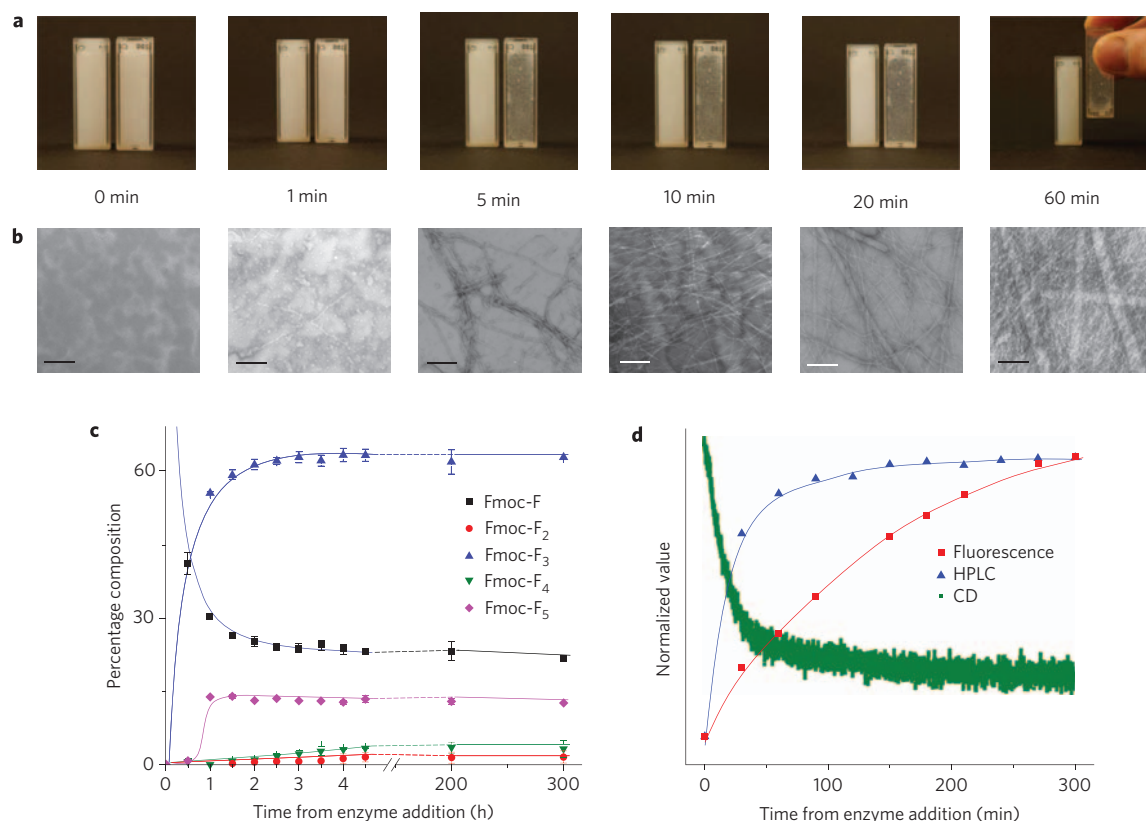 a
0 min
1 min
5 min
10 min
20 min
60 min
b
c
Percentage composition
60
30
0
Fmoc-F
Fmoc-F₂
Fmoc-F₃
Fmoc-F₄
Fmoc-F₅
0 1 2 3 4 200 300
Time from enzyme addition (h)
d
Normalized value
Fluorescence
HPLC
CD
0 100 200 300
Time from enzyme addition (min)